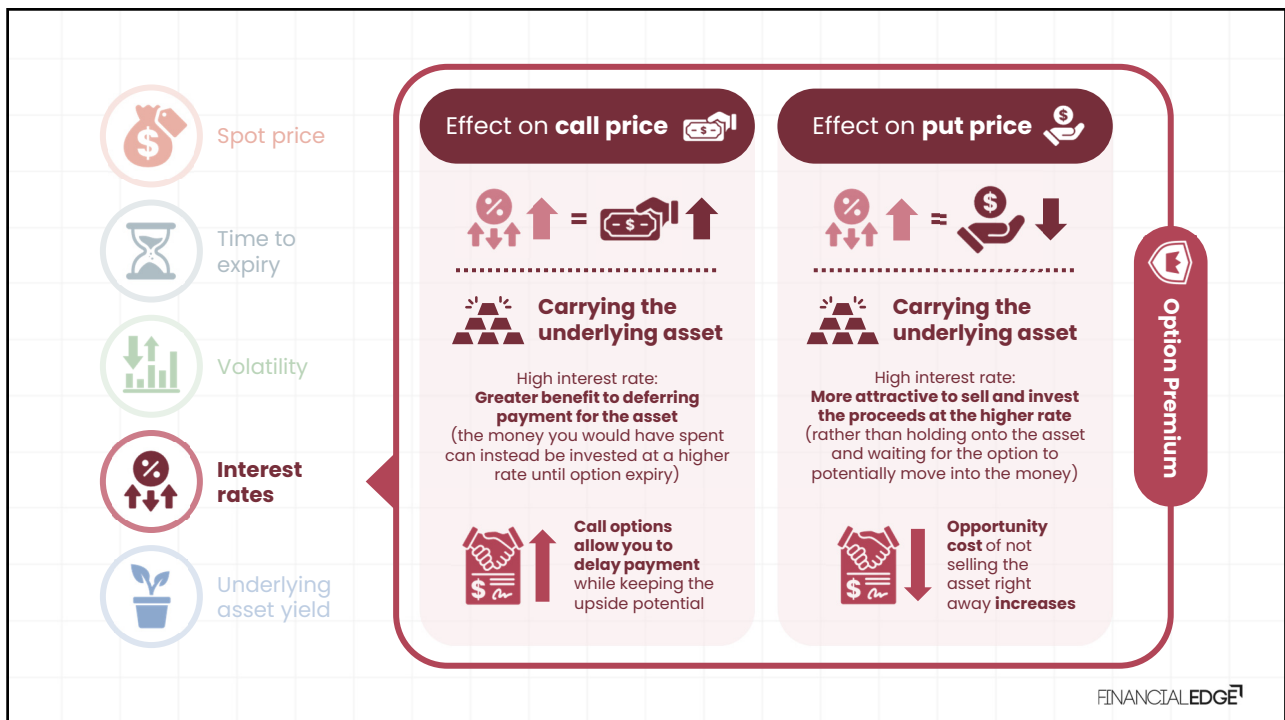 Spot price
Time to
expiry
Volatility
Interest
rates
Underlying
asset yield
Effect on call price
Effect on put price
% = $
% = $
Carrying the
underlying asset
High interest rate:
Greater benefit to deferring
payment for the asset
(the money you would have spent
can instead be invested at a higher
rate until option expiry)
$
Call options
allow you to
delay payment
while keeping the
upside potential
Carrying the
underlying asset
High interest rate:
More attractive to sell and invest
the proceeds at the higher rate
(rather than holding onto the asset
and waiting for the option to
potentially move into the money)
$
Opportunity
cost of not
selling the
asset right
away increases
Option Premium
FINANCIALEDGE